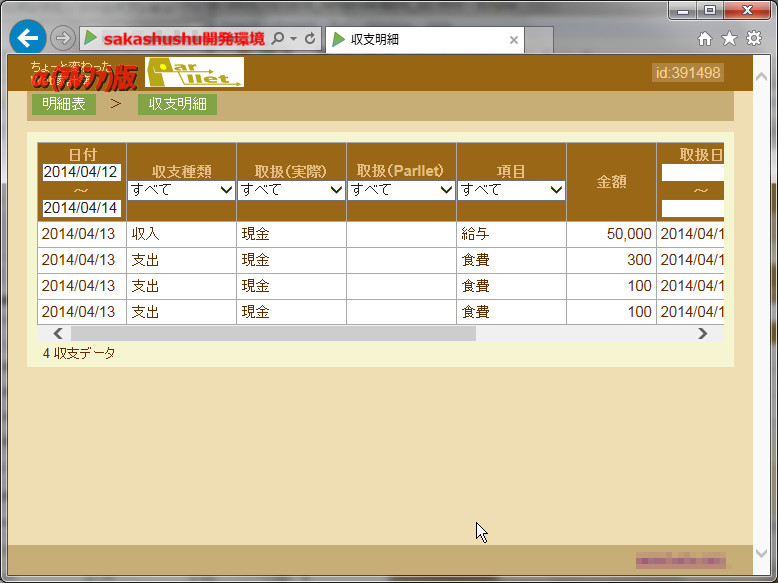 sakashushu開発環境
収支明細
ちょーと変わった
α(アルファ)版
Parllet
id:391498
明細表 > 収支明細
日付 収支種類 取扱(実際) 取扱(Parllet) 項目 金額 取扱日
2014/04/12 ～ 2014/04/14 すべて すべて すべて すべて ～
2014/04/13 収入 現金 給与 50,000 2014/04/1
2014/04/13 支出 現金 食費 300 2014/04/1
2014/04/13 支出 現金 食費 100 2014/04/1
2014/04/13 支出 現金 食費 100 2014/04/1
4 収支データ